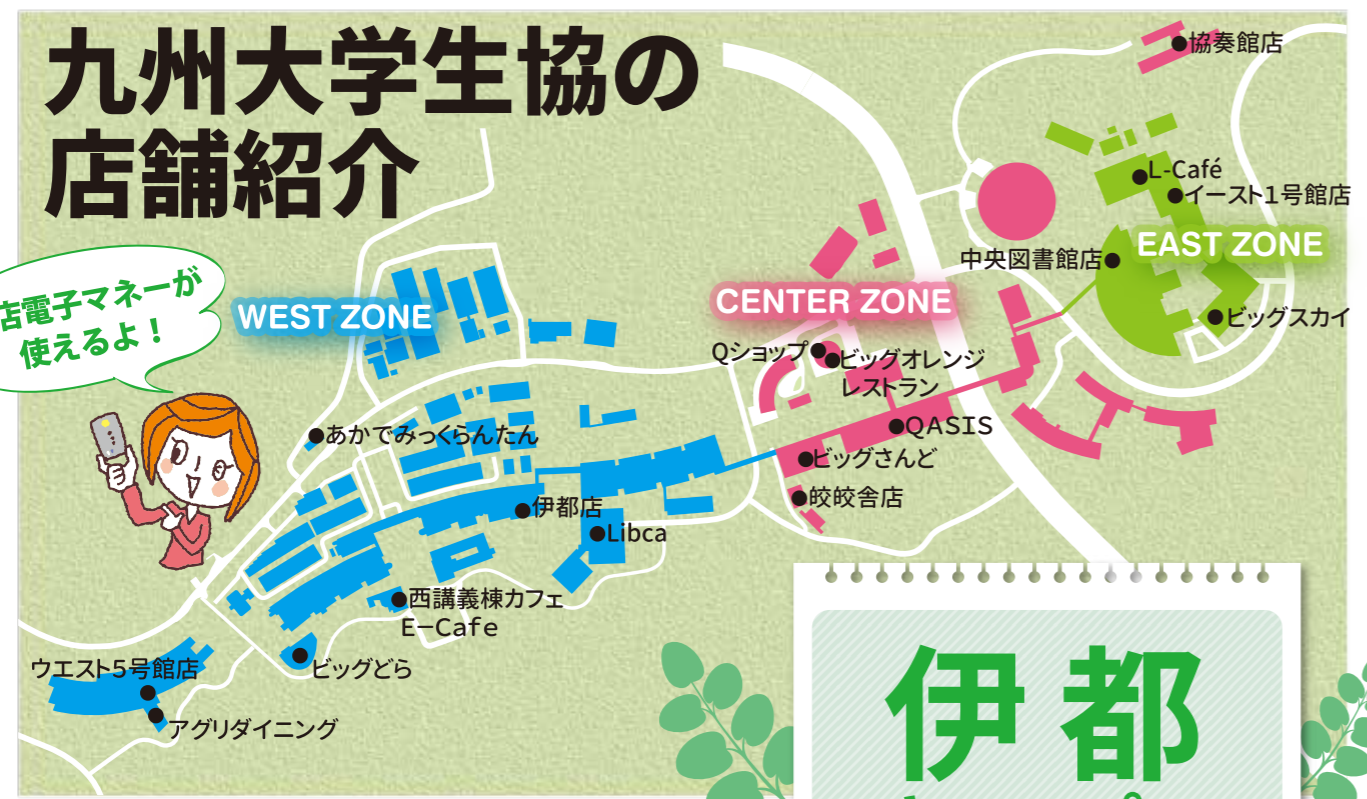 九州大学生協の
店舗紹介
店電子マネーが
使えるよ！
WEST ZONE
CENTER ZONE
EAST ZONE
協奏館店
L-Café
イースト1号館店
中央図書館店
ビッグスカイ
Qショップ
ビッグオレンジ
レストラン
QASIS
ビッグさんど
皎皎舎店
あかでみっくらんたん
伊都店
Libca
西講義棟カフェ
E−Cafe
ビッグどら
ウエスト5号館店
アグリダイニング
伊都